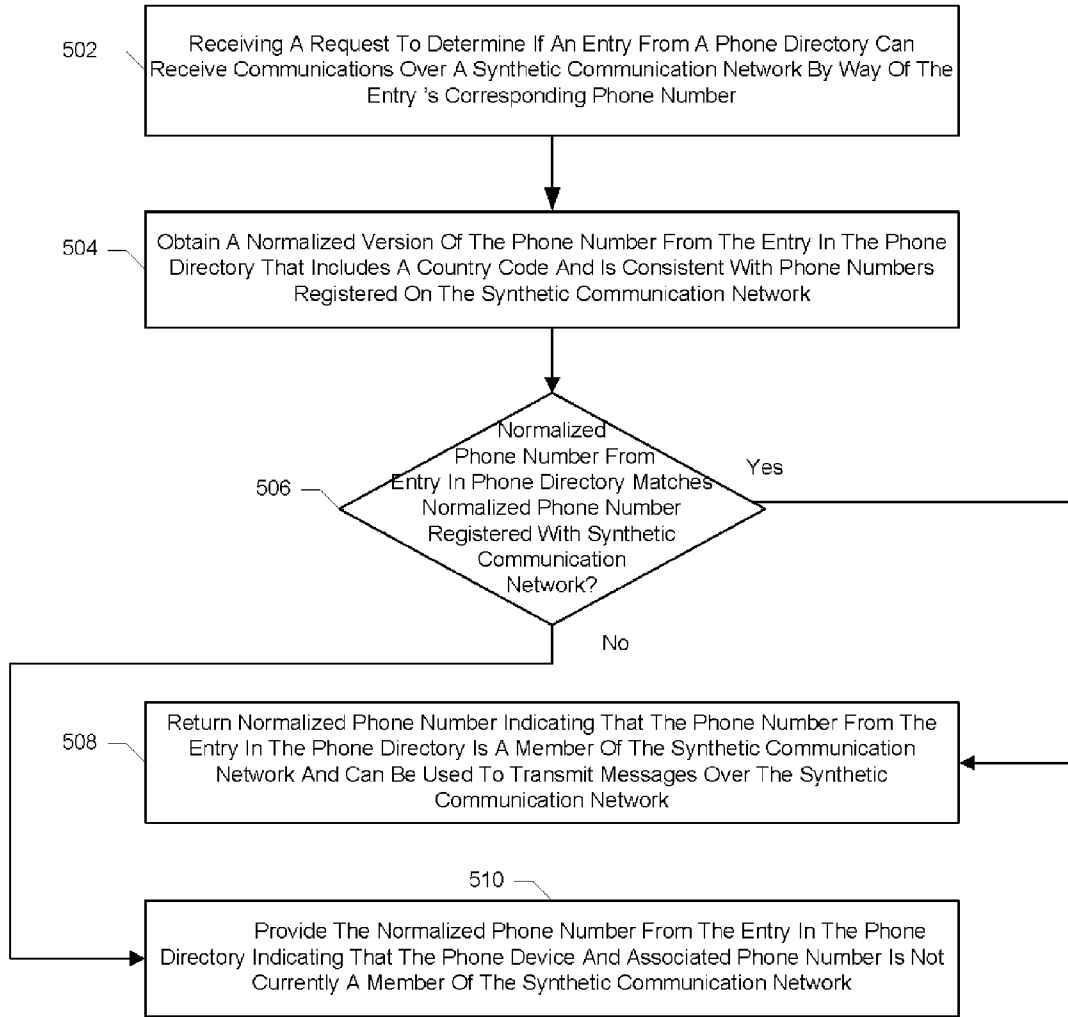 502
Receiving A Request To Determine If An Entry From A Phone Directory Can
Receive Communications Over A Synthetic Communication Network By Way Of The
Entry 's Corresponding Phone Number
504
Obtain A Normalized Version Of The Phone Number From The Entry In The Phone
Directory That Includes A Country Code And Is Consistent With Phone Numbers
Registered On The Synthetic Communication Network
506
Normalized
Phone Number From
Entry In Phone Directory Matches
Normalized Phone Number
Registered With Synthetic
Communication
Network?
Yes
No
508
Return Normalized Phone Number Indicating That The Phone Number From The
Entry In The Phone Directory Is A Member Of The Synthetic Communication
Network And Can Be Used To Transmit Messages Over The Synthetic
Communication Network
510
Provide The Normalized Phone Number From The Entry In The Phone
Directory Indicating That The Phone Device And Associated Phone Number Is Not
Currently A Member Of The Synthetic Communication Network